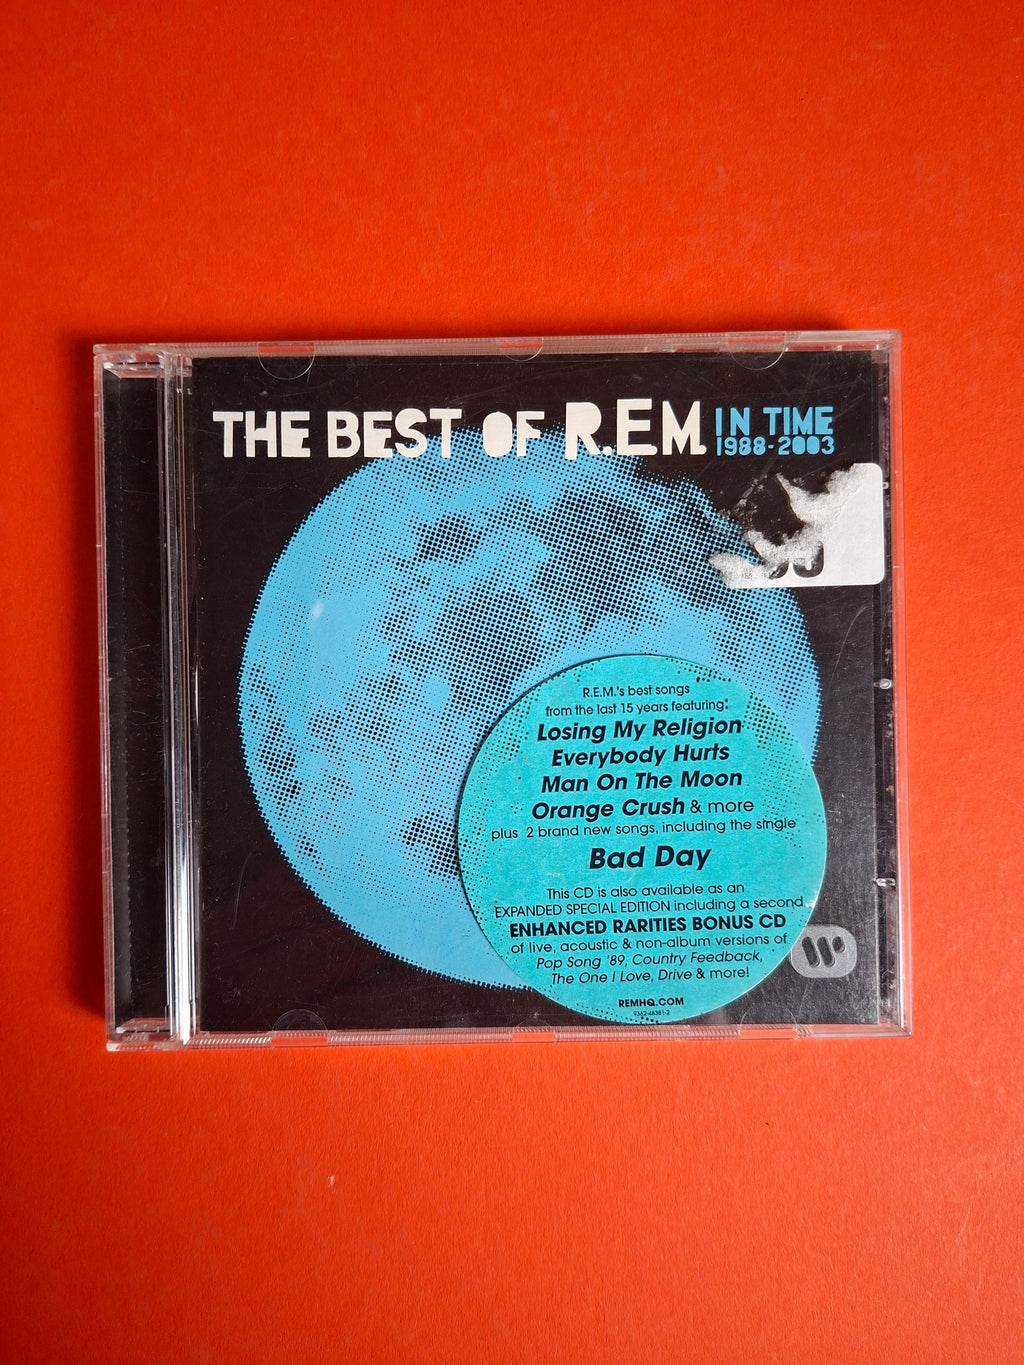 THE BEST OF R.E.M. IN TIME
1988-2003
R.E.M.'s best songs
from the last 15 years featuring:
Losing My Religion
Everybody Hurts
Man On The Moon
Orange Crush & more
plus 2 brand new songs, including the single
Bad Day
This CD is also available as an
EXPANDED SPECIAL EDITION including a second
ENHANCED RARITIES BONUS CD
of live, acoustic & non-album versions of
Pop Song '89, Country Feedback,
The One I Love, Drive & more!
REMHQ.COM
9362-48381-2